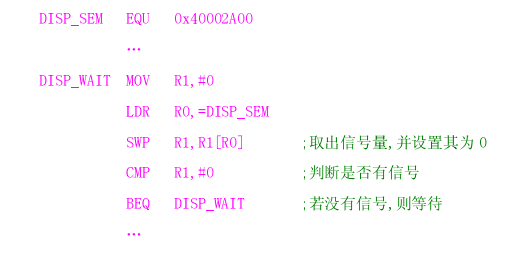 DISP_SEM EQU 0x40002A00
…
DISP_WAIT MOV R1,#0
LDR R0,=DISP_SEM
SWP R1,R1[R0] ;取出信号量,并设置其为 0
CMP R1,#0 ;判断是否有信号
BEQ DISP_WAIT ;若没有信号,则等待
…